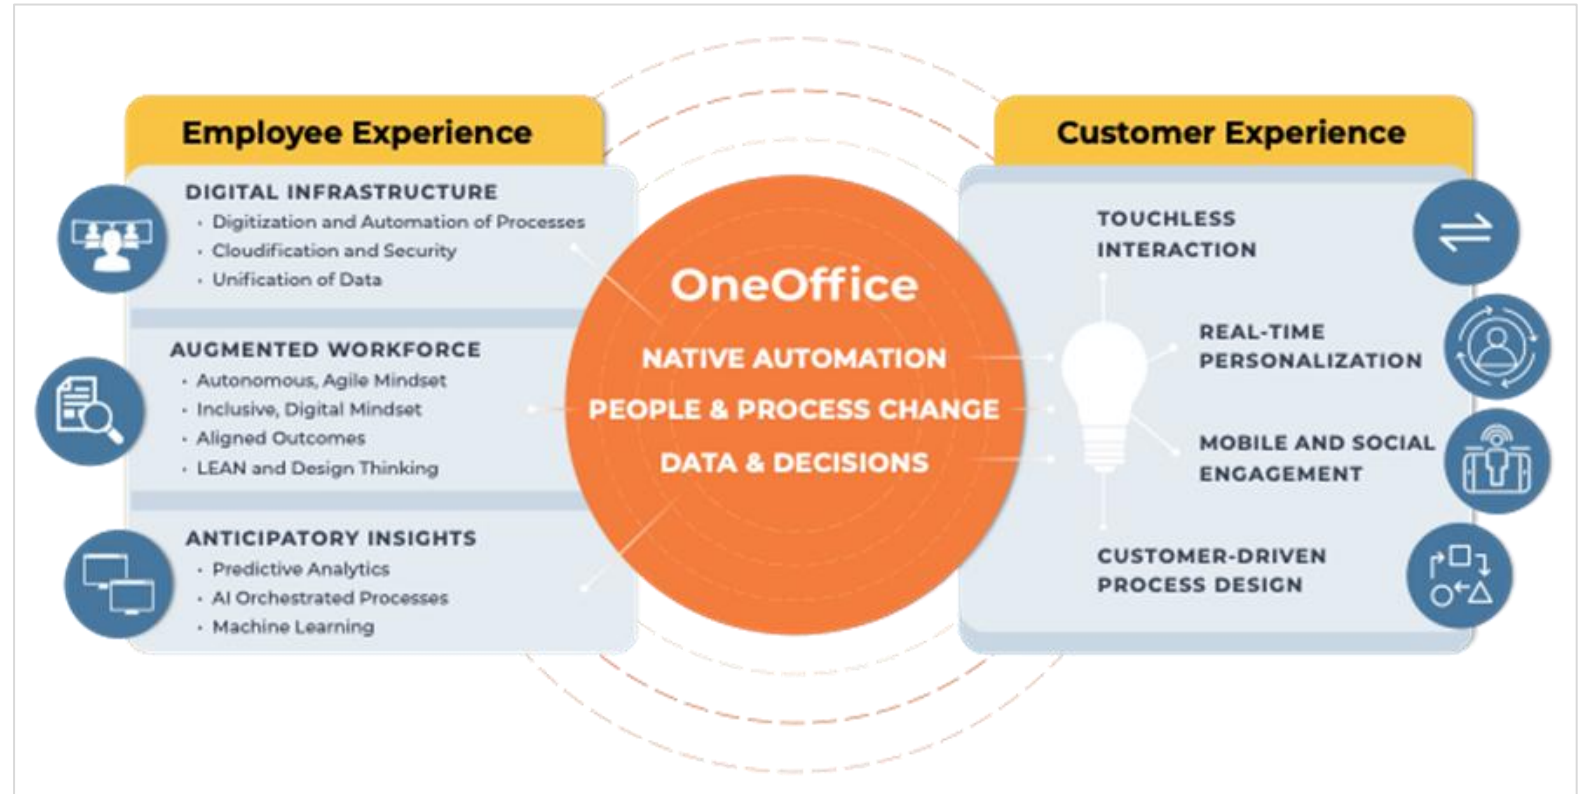 Employee Experience
DIGITAL INFRASTRUCTURE
• Digitization and Automation of Processes
• Cloudification and Security
• Unification of Data
AUGMENTED WORKFORCE
• Autonomous, Agile Mindset
• Inclusive, Digital Mindset
• Aligned Outcomes
• LEAN and Design Thinking
ANTICIPATORY INSIGHTS
• Predictive Analytics
• AI Orchestrated Processes
• Machine Learning
OneOffice
NATIVE AUTOMATION
PEOPLE & PROCESS CHANGE
DATA & DECISIONS
Customer Experience
TOUCHLESS
INTERACTION
REAL-TIME
PERSONALIZATION
MOBILE AND SOCIAL
ENGAGEMENT
CUSTOMER-DRIVEN
PROCESS DESIGN